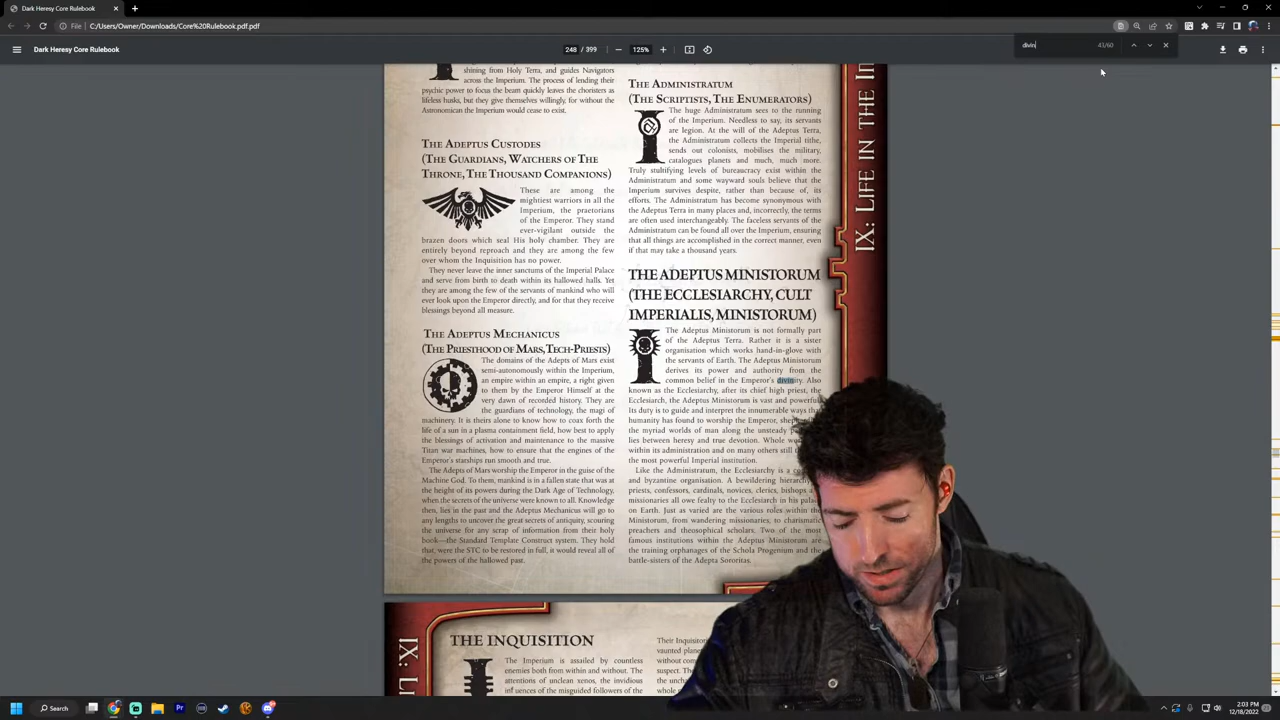 Dark Heresy Core Rulebook
File
C:/Users/Owner/Downloads/Core%20Rulebook.pdf.pdf
divin
43/60
Dark Heresy Core Rulebook
248 / 399
125%
shining from Holy Terra, and guides Navigators
across the Imperium. The process of lending their
psychic power to focus the beam quickly leaves the choristers as
lifeless husks, but they give themselves willingly, for without the
Astronomican the Imperium would cease to exist.
THE ADEPTUS CUSTODES
(THE GUARDIANS, WATCHERS OF THE
THRONE, THE THOUSAND COMPANIONS)
These are among the
mightiest warriors in all the
Imperium, the praetorians
of the Emperor. They stand
ever-vigilant outside the
brazen doors which seal His holy chamber. They are
entirely beyond reproach and they are among the few
over whom the Inquisition has no power.
They never leave the inner sanctums of the Imperial Palace
and serve from birth to death within its hallowed halls. Yet
they are among the few of the servants of mankind who will
ever look upon the Emperor directly, and for that they receive
blessings beyond all measure.
THE ADEPTUS MECHANICUS
(THE PRIESTHOOD OF MARS, TECH-PRIESTS)
The domains of the Adepts of Mars exist
semi-autonomously within the Imperium,
an empire within an empire, a right given
to them by the Emperor Himself at the
very dawn of recorded history. They are
the guardians of technology, the magi of
machinery. It is theirs alone to know how to coax forth the
life of a sun in a plasma containment field, how best to apply
the blessings of activation and maintenance to the massive
Titan war machines, how to ensure that the engines of the
Emperor's starships run smooth and true.
The Adepts of Mars worship the Emperor in the guise of the
Machine God. To them, mankind is in a fallen state that was at
the height of its powers during the Dark Age of Technology,
when the secrets of the universe were known to all. Knowledge
then, lies in the past and the Adeptus Mechanicus will go to
any lengths to uncover the great secrets of antiquity, scouring
the universe for any scrap of information from their holy
book—the Standard Template Construct system. They hold
that, were the STC to be restored in full, it would reveal all of
the powers of the hallowed past.
THE ADMINISTRATUM
(THE SCRIPTISTS, THE ENUMERATORS)
The huge Administratum sees to the running
of the Imperium. Needless to say, its servants
are legion. At the will of the Adeptus Terra,
the Administratum collects the Imperial tithe,
sends out colonists, mobilises the military,
catalogues planets and much, much more.
Truly stultifying levels of bureaucracy exist within the
Administratum and some wayward souls believe that the
Imperium survives despite, rather than because of, its
efforts. The Administratum has become synonymous with
the Adeptus Terra in many places and, incorrectly, the terms
are often used interchangeably. The faceless servants of the
Administratum can be found all over the Imperium, ensuring
that all things are accomplished in the correct manner, even
if that may take a thousand years.
THE ADEPTUS MINISTORUM
(THE ECCLESIARCHY, CULT
IMPERIALIS, MINISTORUM)
The Adeptus Ministorum is not formally part
of the Adeptus Terra. Rather it is a sister
organisation which works hand-in-glove with
the servants of Earth. The Adeptus Ministorum
derives its power and authority from the
common belief in the Emperor's divinity. Also
known as the Ecclesiarchy, after its chief high priest, the
Ecclesiarch, the Adeptus Ministorum is vast and powerful.
Its duty is to guide and interpret the innumerable ways that
humanity has found to worship the Emperor,
the myriad worlds of man along the unsteady
lies between heresy and true devotion. Whole
within its administration and on many others still
the most powerful Imperial institution.
Like the Administratum, the Ecclesiarchy is a
and byzantine organisation. A bewildering hierarchy
priests, confessors, cardinals, novices, clerics, bishops
missionaries all owe fealty to the Ecclesiarch in his
on Earth. Just as varied are the various roles within the
Ministorum, from wandering missionaries, to charismatic
preachers and theosophical scholars. Two of the most
famous institutions within the Adeptus Ministorum are
the training orphanages of the Schola Progenium and the
battle-sisters of the Adepta Sororitas.
IX: LIFE IN THE
THE INQUISITION
The Imperium is assailed by countless
enemies both from within and without. The
attentions of unclean xenos, the invidious
influences of the misguided followers of the
Their
vaunted
without
suspect. The
the
whole
IX: L
Search
2:03 PM
12/18/2022